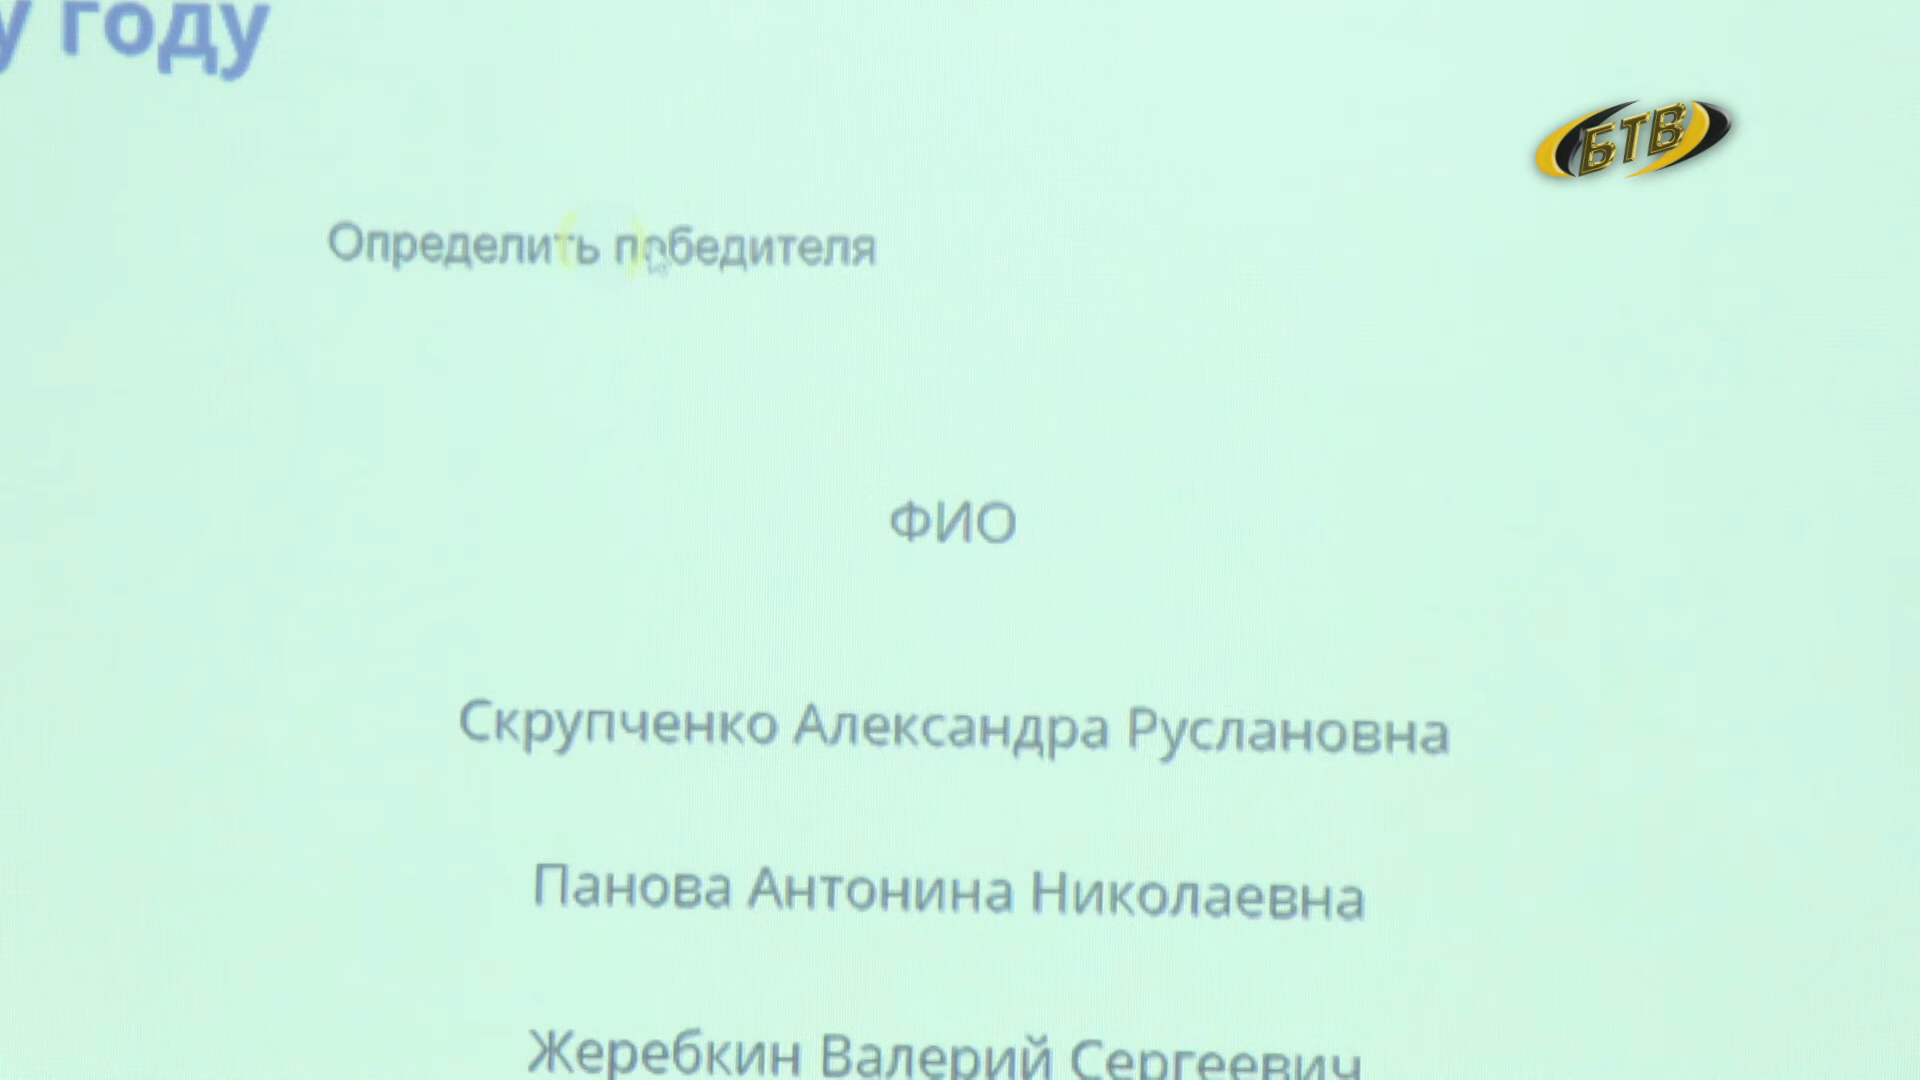 у году
БТВ
Определить победителя
ФИО
Скрупченко Александра Руслановна
Панова Антонина Николаевна
Жеребкин Валерий Сергеевич